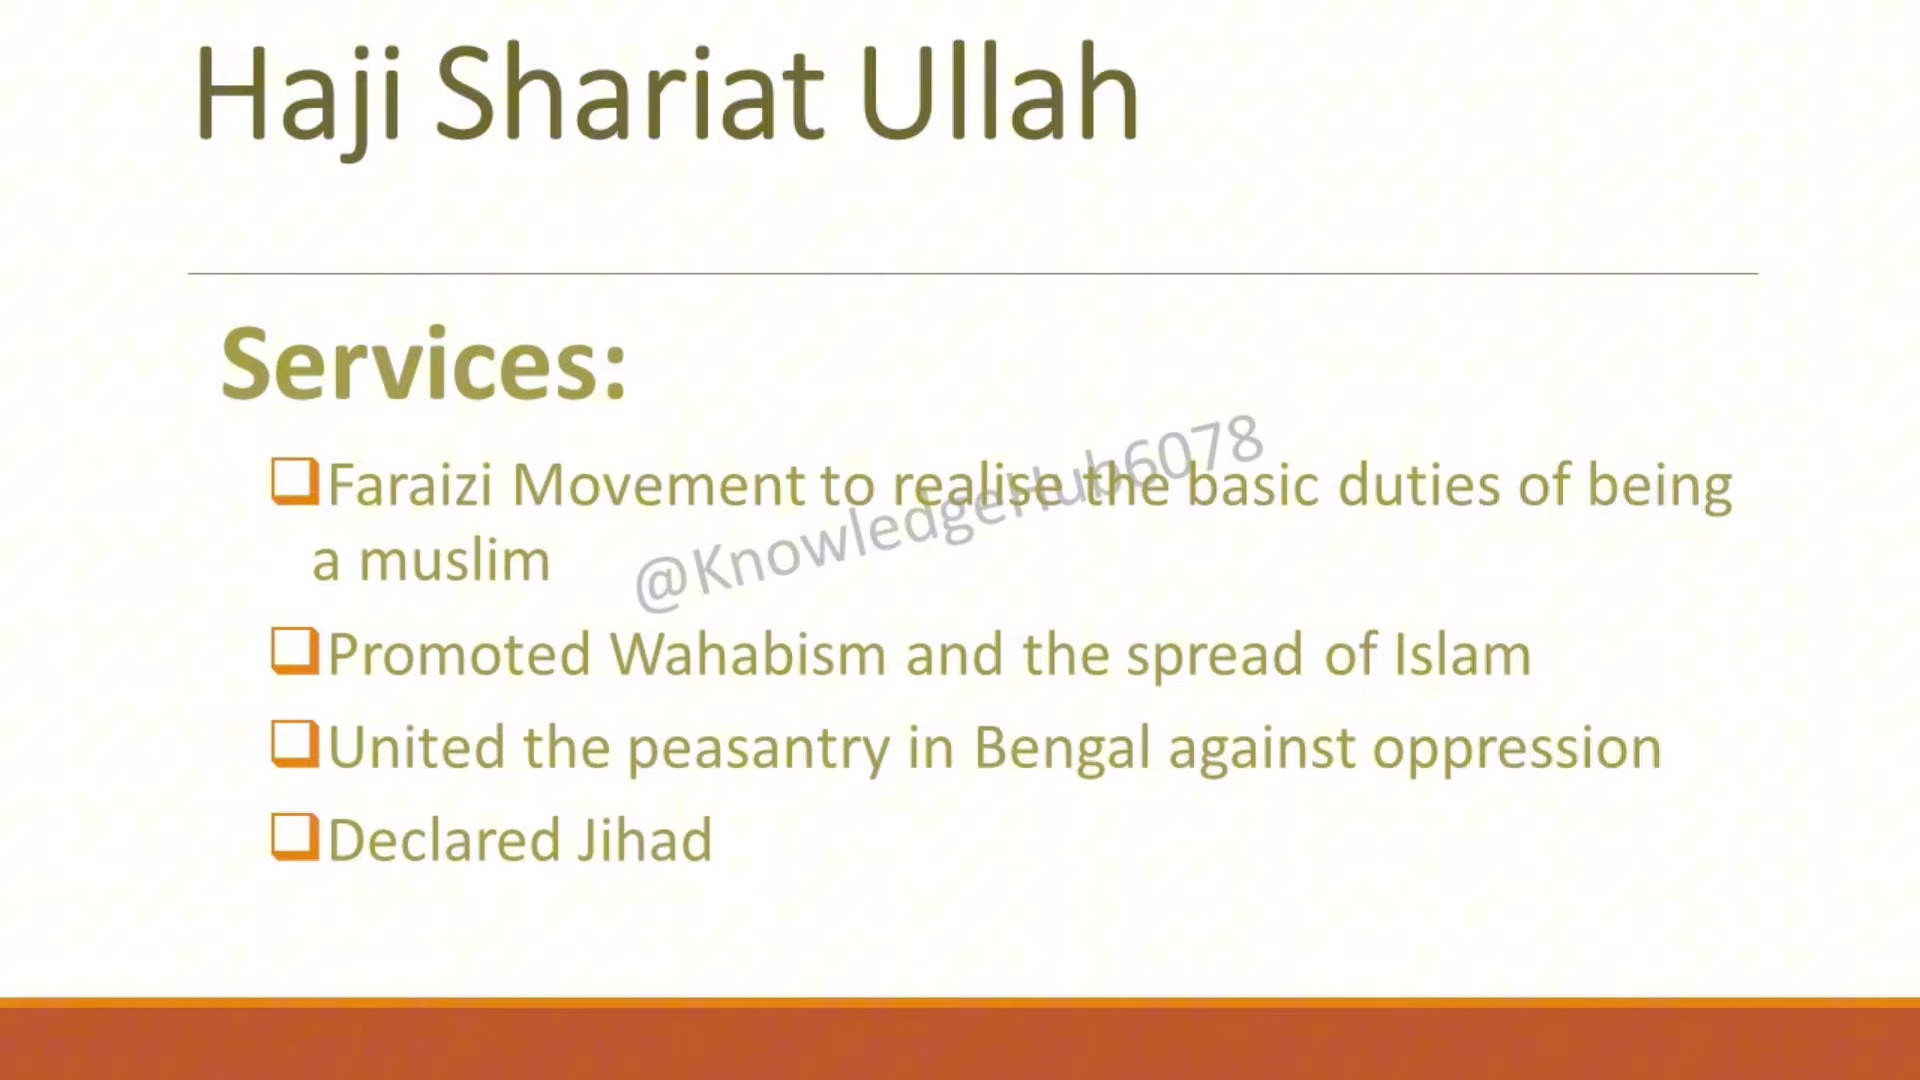 Haji Shariat Ullah
Services:
Faraizi Movement to realise the basic duties of being
a muslim
@KnowledgeHub6078
Promoted Wahabism and the spread of Islam
United the peasantry in Bengal against oppression
Declared Jihad